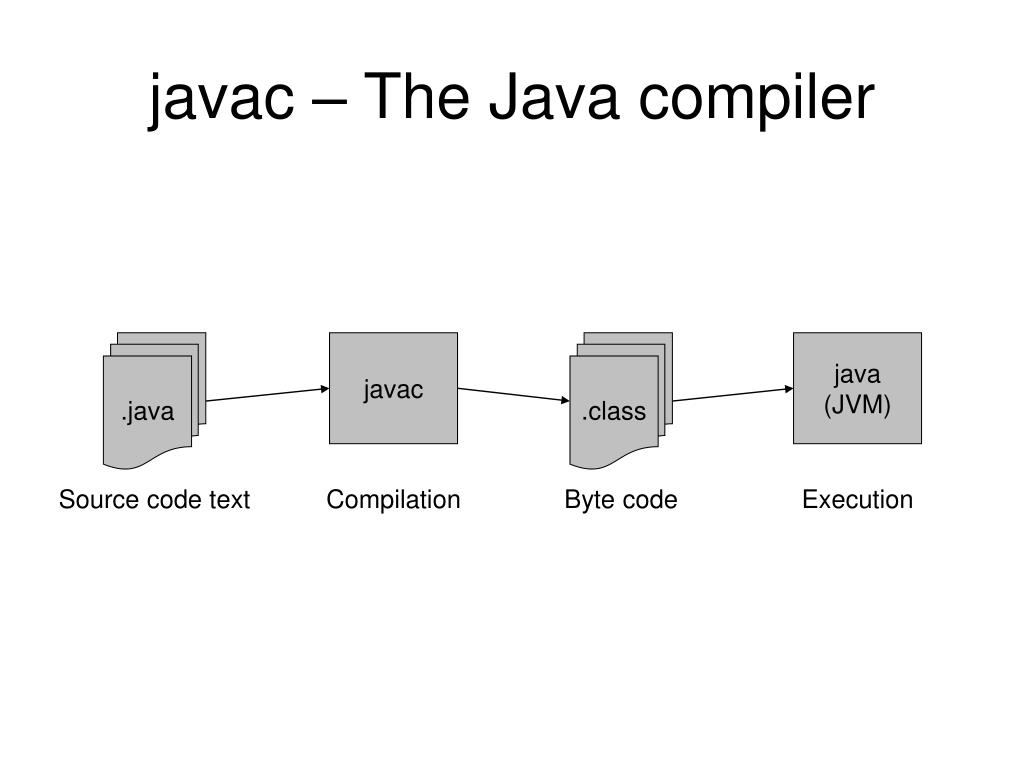 javac – The Java compiler
.java
javac
.class
java
(JVM)
Source code text
Compilation
Byte code
Execution